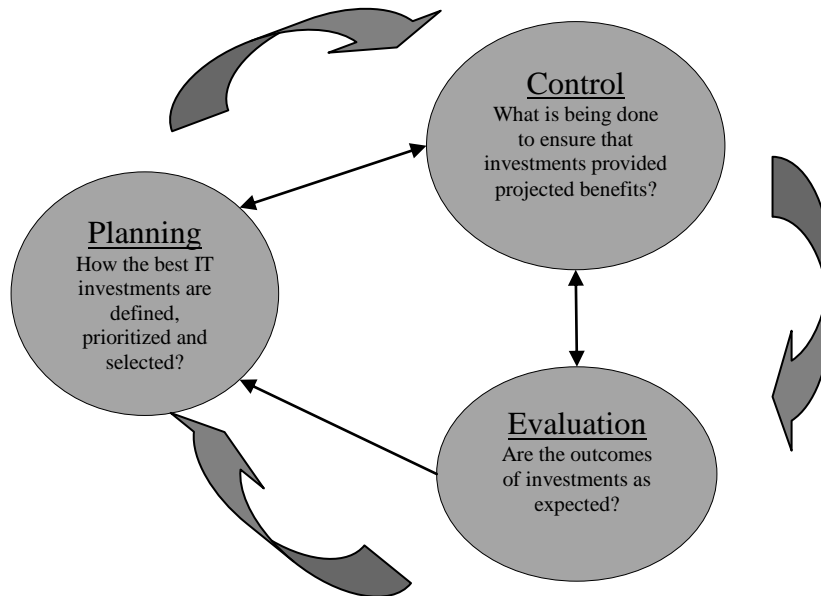 Control
What is being done
to ensure that
investments provided
projected benefits?
Planning
How the best IT
investments are
defined,
prioritized and
selected?
Evaluation
Are the outcomes
of investments as
expected?